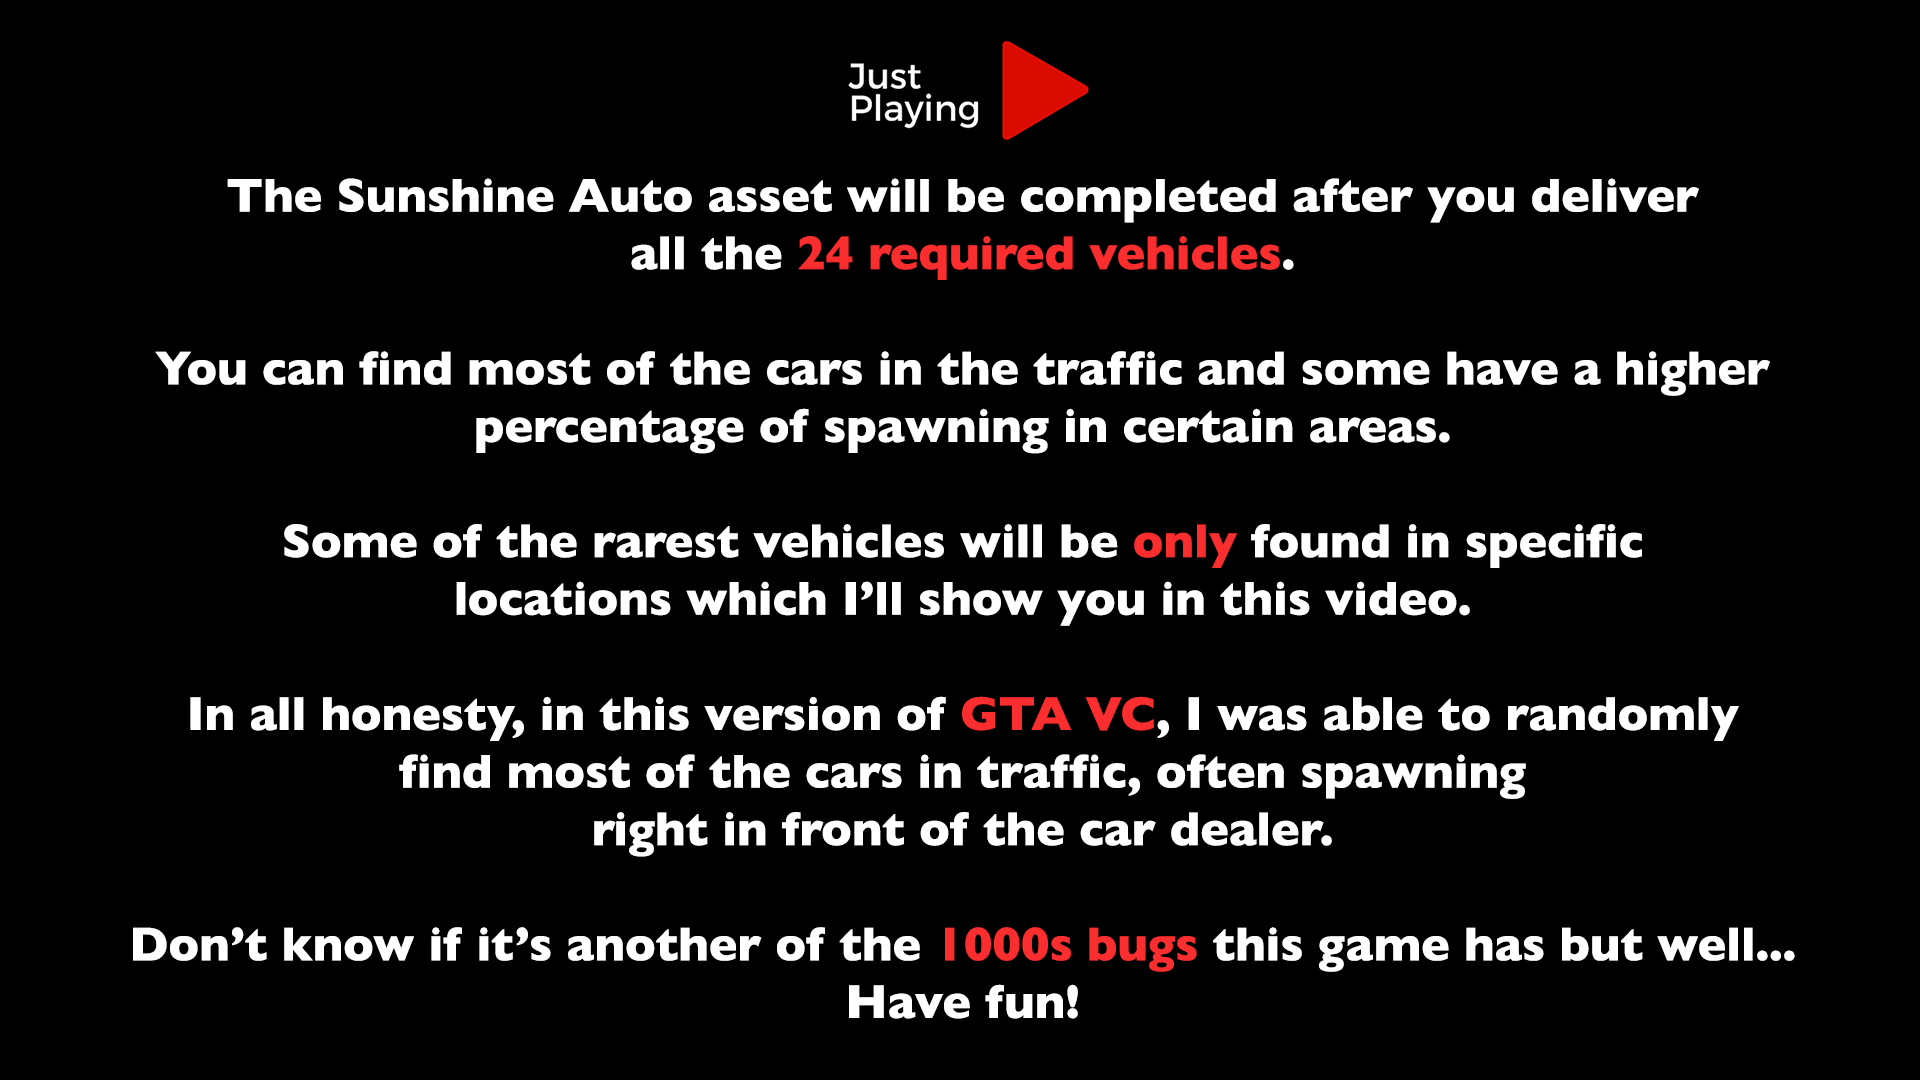 Just
Playing
The Sunshine Auto asset will be completed after you deliver
all the 24 required vehicles.
You can find most of the cars in the traffic and some have a higher
percentage of spawning in certain areas.
Some of the rarest vehicles will be only found in specific
locations which I’ll show you in this video.
In all honesty, in this version of GTA VC, I was able to randomly
find most of the cars in traffic, often spawning
right in front of the car dealer.
Don’t know if it’s another of the 1000s bugs this game has but well...
Have fun!